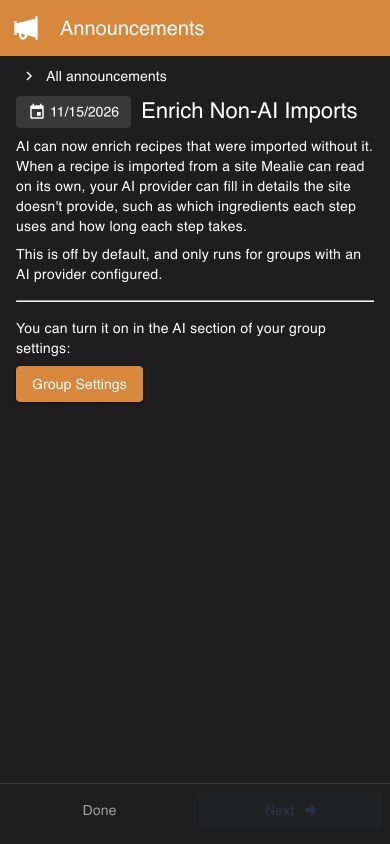 Announcements
All announcements
11/15/2026 Enrich Non-AI Imports
AI can now enrich recipes that were imported without it.
When a recipe is imported from a site Mealie can read
on its own, your AI provider can fill in details the site
doesn't provide, such as which ingredients each step
uses and how long each step takes.
This is off by default, and only runs for groups with an
AI provider configured.
You can turn it on in the AI section of your group
settings:
Group Settings
Done Next